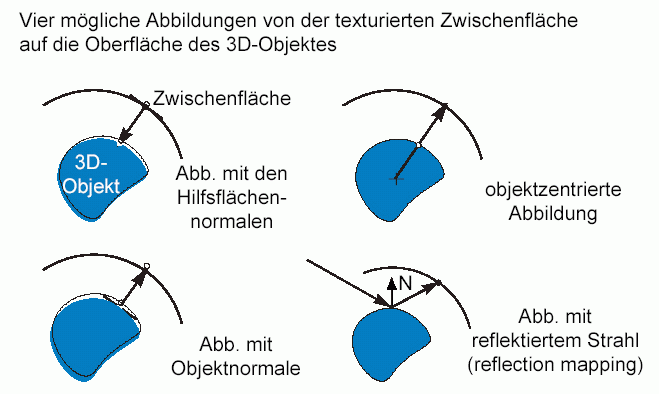 Vier mögliche Abbildungen von der texturierten Zwischenfläche
auf die Oberfläche des 3D-Objektes
Zwischenfläche
3D-
Objekt
Abb. mit den
Hilfsflächen-
normalen
objektzentrierte
Abbildung
Abb. mit
Objektnormale
N
Abb. mit
reflektiertem Strahl
(reflection mapping)